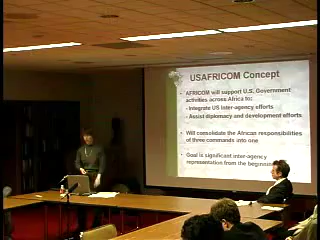 USAFRICOM Concept
• AFRICOM will support U.S. Government
activities across Africa to:
- Integrate US inter-agency efforts
- Assist diplomacy and development efforts
• Will consolidate the African responsibilities
of three commands into one
• Goal is significant inter-agency
representation from the beginning